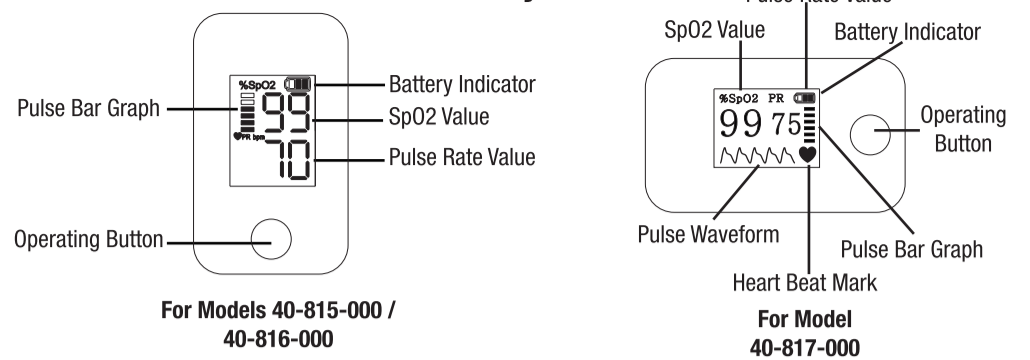 %SpO2
99
PR bpm
70
Battery Indicator
SpO2 Value
Pulse Rate Value
Pulse Bar Graph
Operating Button
For Models 40-815-000 /
40-816-000
Pulse Rate Value
SpO2 Value
Battery Indicator
%SpO2 PR
99 75
Operating
Button
Pulse Waveform
Pulse Bar Graph
Heart Beat Mark
For Model
40-817-000